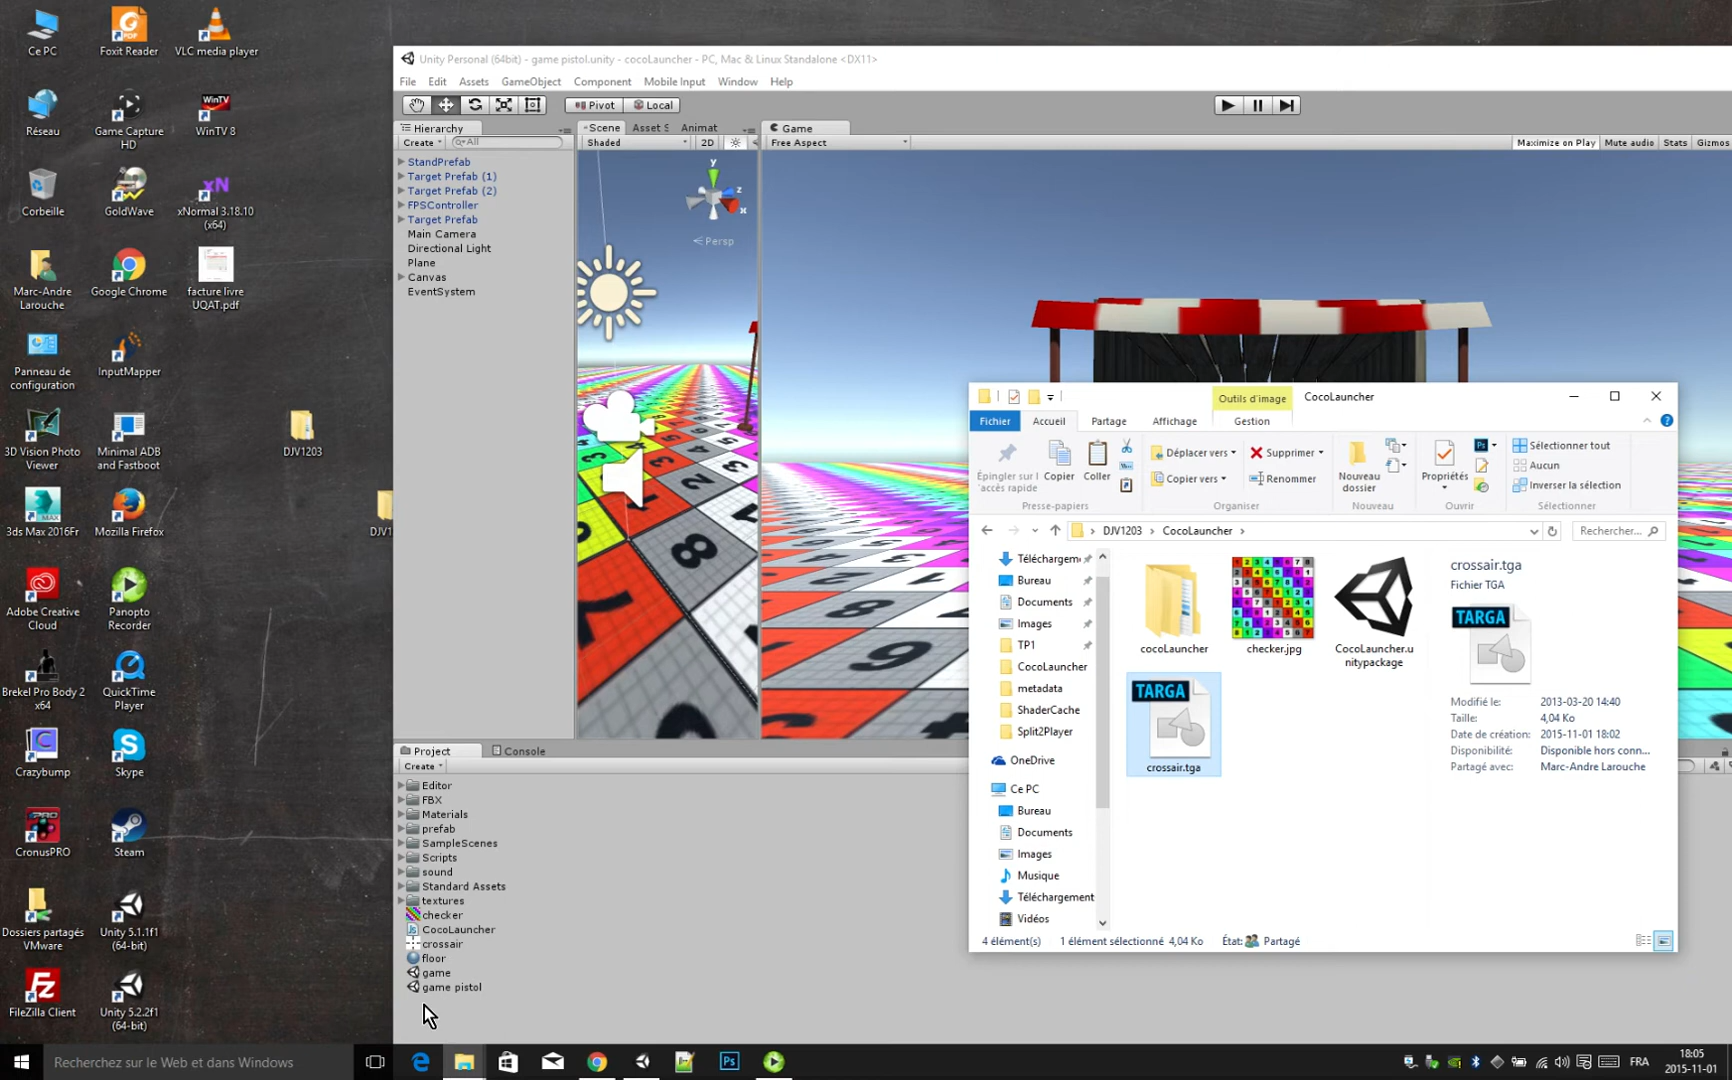 Ce PC
Foxit Reader
VLC media player
Réseau
Game Capture HD
WinTV 8
Corbeille
GoldWave
xNormal 3.18.10 (x64)
Marc-Andre Larouche
Google Chrome
facture livre UQAT.pdf
Panneau de configuration
InputMapper
3D Vision Photo Viewer
Minimal ADB and Fastboot
DJV1203
3ds Max 2016Fr
Mozilla Firefox
DJV1
Adobe Creative Cloud
Panopto Recorder
Brekel Pro Body 2 x64
QuickTime Player
Crazybump
Skype
CronusPRO
Steam
Dossiers partagés VMware
Unity 5.1.1f1 (64-bit)
FileZilla Client
Unity 5.2.2f1 (64-bit)
Unity Personal (64bit) - game pistol.unity - cocoLauncher - PC, Mac & Linux Standalone <DX11>
File Edit Assets GameObject Component Mobile Input Window Help
Pivot Local
Hierarchy
Create All
StandPrefab
Target Prefab (1)
Target Prefab (2)
FPSController
Target Prefab
Main Camera
Directional Light
Plane
Canvas
EventSystem
Scene Asset S Animat
Shaded 2D
y
z
x
Persp
Game
Free Aspect
Maximize on Play Mute audio Stats Gizmos
Project Console
Create
Editor
FBX
Materials
prefab
SampleScenes
Scripts
sound
Standard Assets
textures
checker
CocoLauncher
crossair
floor
game
game pistol
Outils d'image CocoLauncher
Fichier Accueil Partage Affichage Gestion
Épingler sur l'accès rapide
Copier
Coller
Déplacer vers
Copier vers
Supprimer
Renommer
Nouveau dossier
Propriétés
Sélectionner tout
Aucun
Inverser la sélection
Presse-papiers Organiser Nouveau Ouvrir Sélectionner
DJV1203 > CocoLauncher >
Rechercher...
Téléchargem
Bureau
Documents
Images
TP1
CocoLauncher
metadata
ShaderCache
Split2Player
OneDrive
Ce PC
Bureau
Documents
Images
Musique
Téléchargement
Vidéos
cocoLauncher
checker.jpg
CocoLauncher.unitypackage
TARGA
crossair.tga
crossair.tga
Fichier TGA
TARGA
Modifié le: 2013-03-20 14:40
Taille: 4,04 Ko
Date de création: 2015-11-01 18:02
Disponibilité: Disponible hors conn...
Partagé avec: Marc-Andre Larouche
4 élément(s) 1 élément sélectionné 4,04 Ko État: Partagé
Recherchez sur le Web et dans Windows
FRA
18:05
2015-11-01